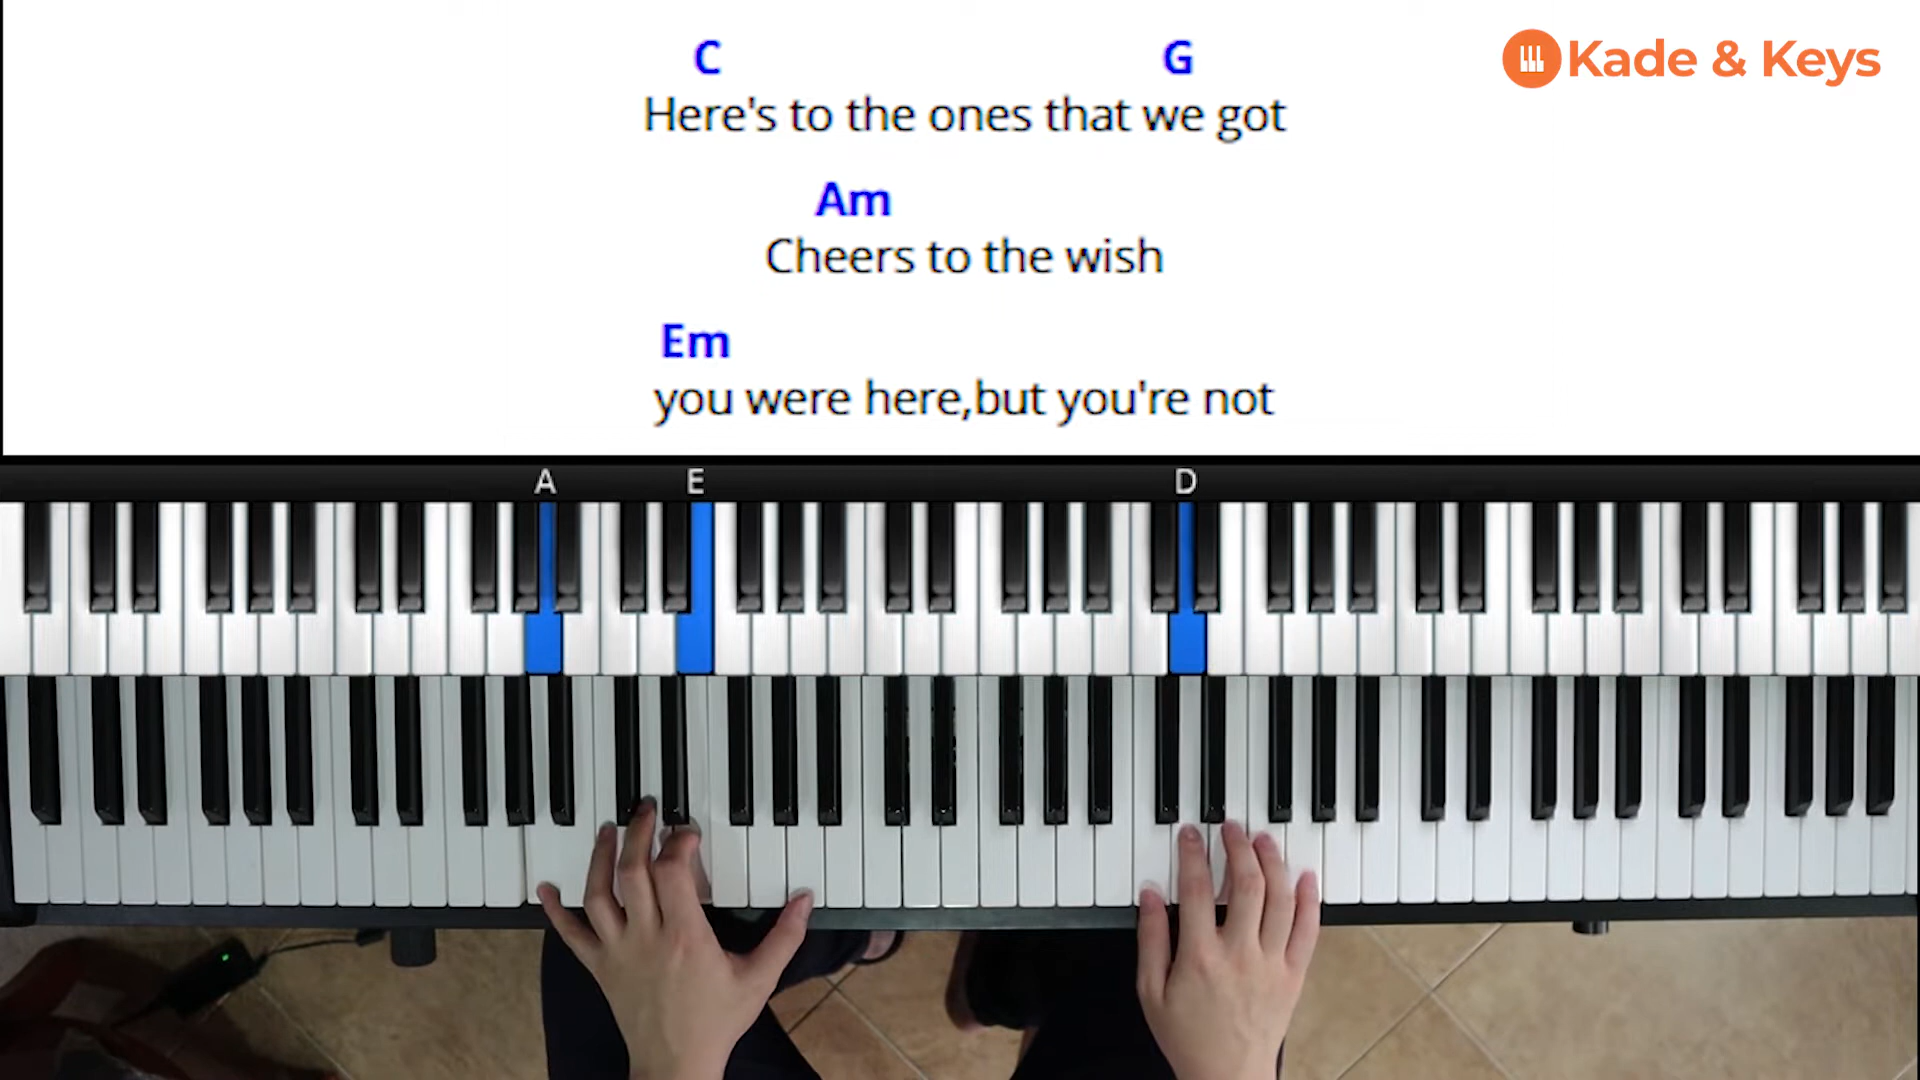 C G
Kade & Keys
Here's to the ones that we got
Am
Cheers to the wish
Em
you were here,but you're not
A E D